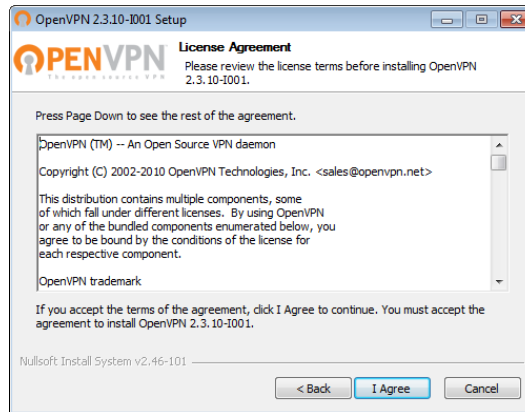 OpenVPN 2.3.10-I001 Setup
OPENVPN
The open source VPN
License Agreement
Please review the license terms before installing OpenVPN
2.3.10-I001.
Press Page Down to see the rest of the agreement.
OpenVPN (TM) -- An Open Source VPN daemon
Copyright (C) 2002-2010 OpenVPN Technologies, Inc. <sales@openvpn.net>
This distribution contains multiple components, some
of which fall under different licenses. By using OpenVPN
or any of the bundled components enumerated below, you
agree to be bound by the conditions of the license for
each respective component.
OpenVPN trademark
If you accept the terms of the agreement, click I Agree to continue. You must accept the
agreement to install OpenVPN 2.3.10-I001.
Nullsoft Install System v2.46-101
< Back
I Agree
Cancel